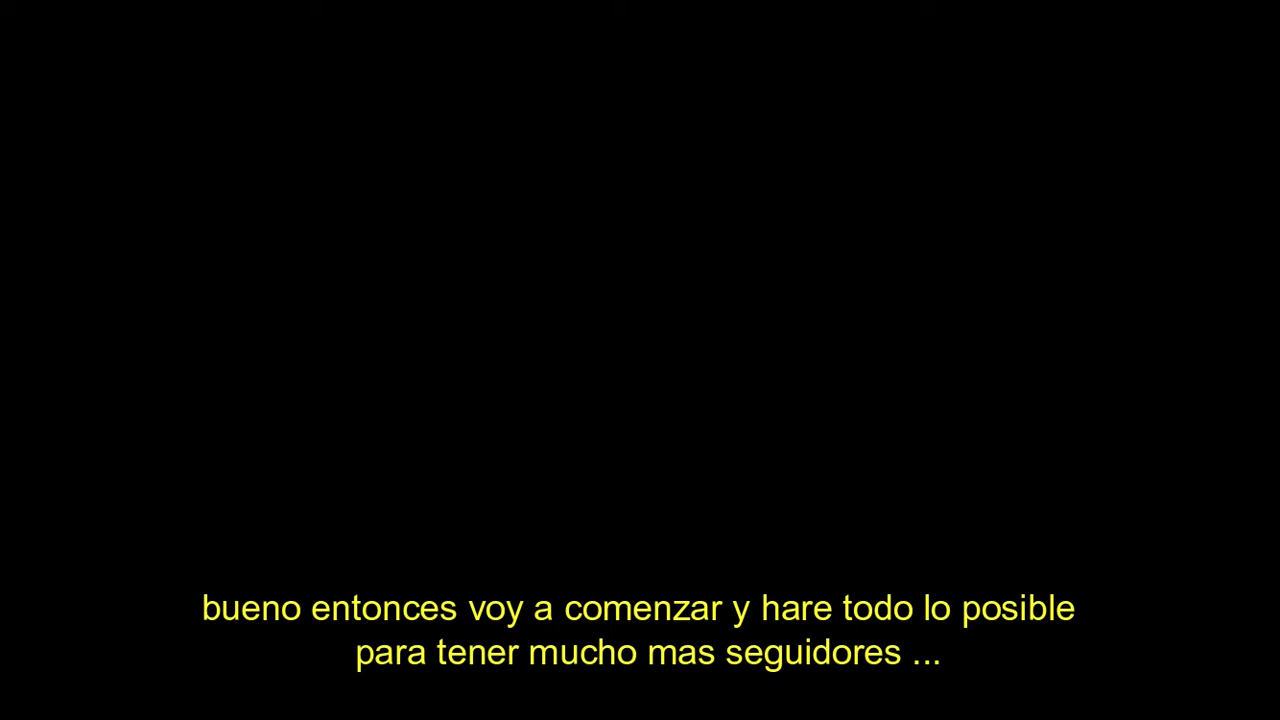 bueno entonces voy a comenzar y hare todo lo posible
para tener mucho mas seguidores ...